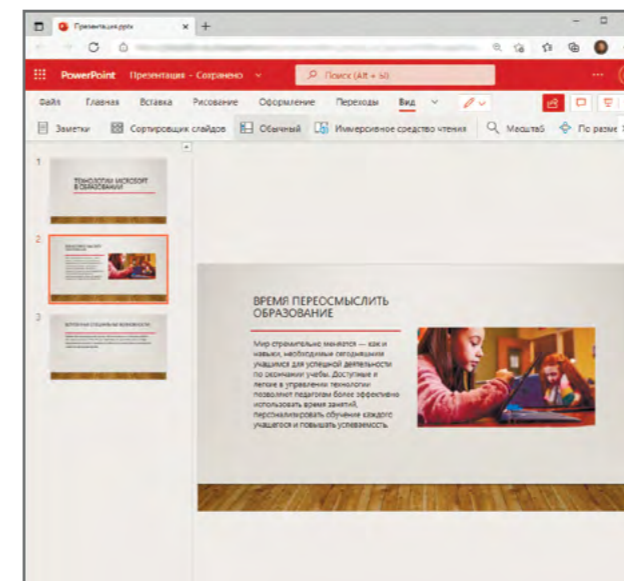 Презентация.pptx
PowerPoint Презентация - Сохранено Поиск (Alt + Ы)
Файл Главная Вставка Рисование Оформление Переходы Вид
Заметки Сортировщик слайдов Обычный Иммерсивное средство чтения Масштаб По разме
1
ТЕХНОЛОГИИ MICROSOFT
В ОБРАЗОВАНИИ
2
3
ВРЕМЯ ПЕРЕОСМЫСЛИТЬ
ОБРАЗОВАНИЕ
Мир стремительно меняется — как и
навыки, необходимые сегодняшним
учащимся для успешной деятельности
по окончании учебы. Доступные и
легкие в управлении технологии
позволяют педагогам более эффективно
использовать время занятий,
персонализировать обучение каждого
учащегося и повышать успеваемость.